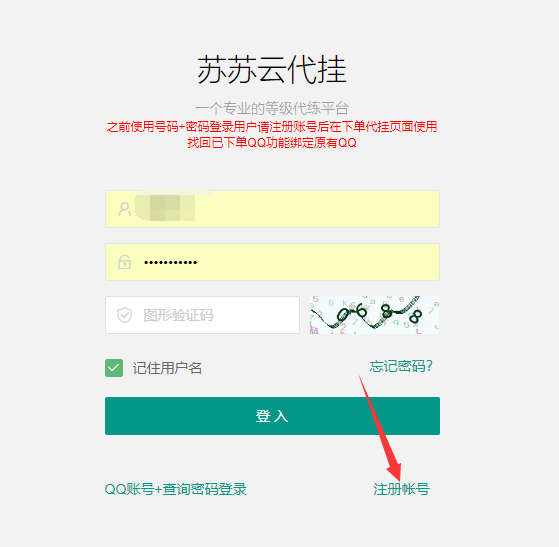 苏苏云代挂
一个专业的等级代练平台
之前使用号码+密码登录用户请注册账号后在下单代挂页面使用
找回已下单QQ功能绑定原有QQ
•••••••••••
图形验证码
0688
记住用户名
忘记密码?
登 入
QQ账号+查询密码登录
注册帐号